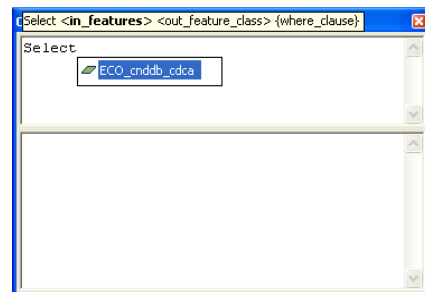 Select <in_features> <out_feature_class> {where_clause}
Select
ECO_cnddb_cdca